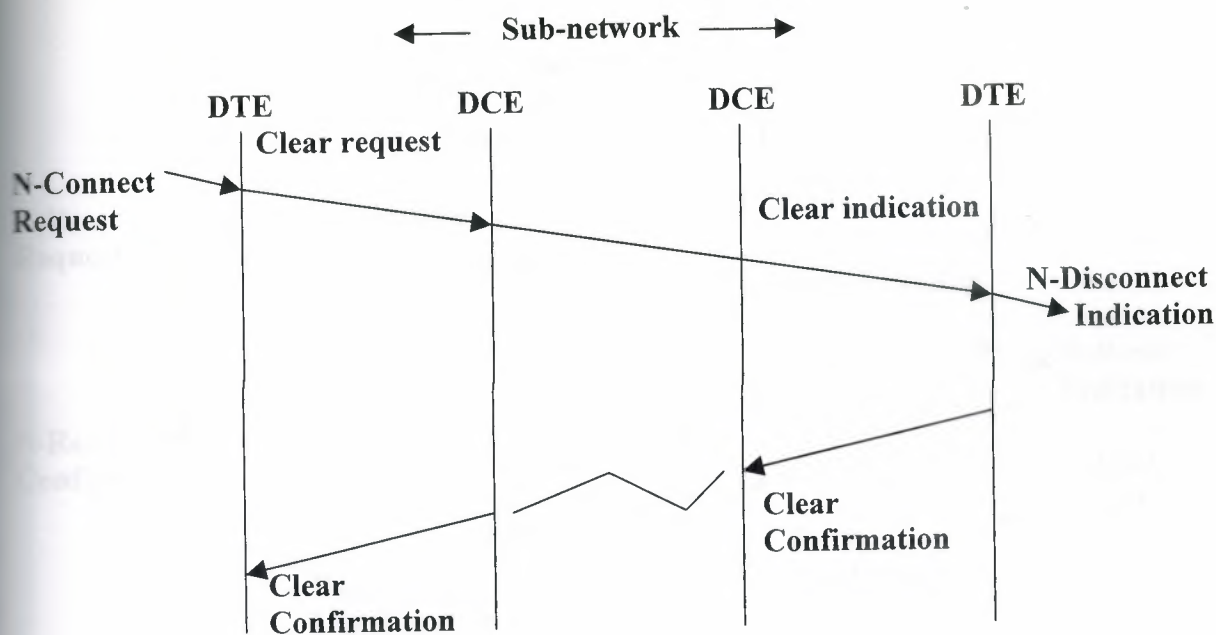 Sub-network
DTE
DCE
DCE
DTE
Clear request
N-Connect
Request
Clear indication
N-Disconnect
Indication
Clear
Confirmation
Clear
Confirmation